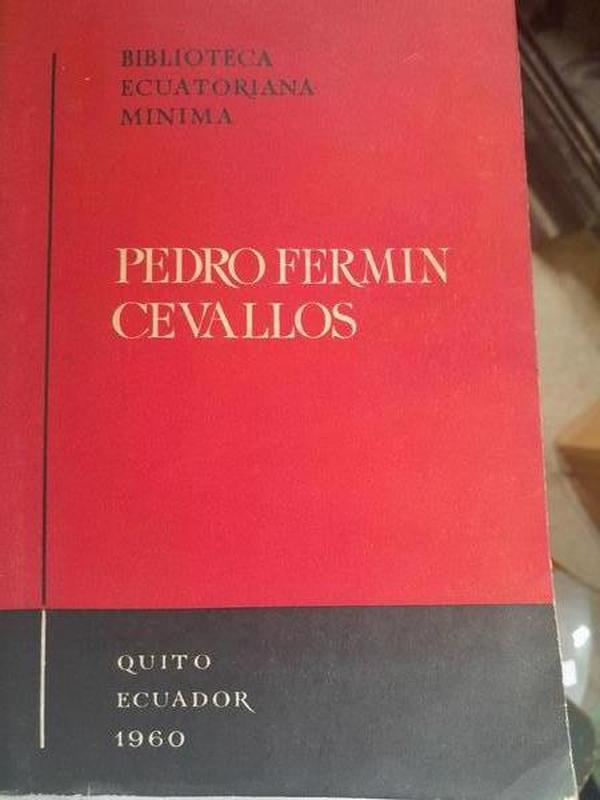 BIBLIOTECA
ECUATORIANA
MINIMA
PEDRO FERMIN
CEVALLOS
QUITO
ECUADOR
1960